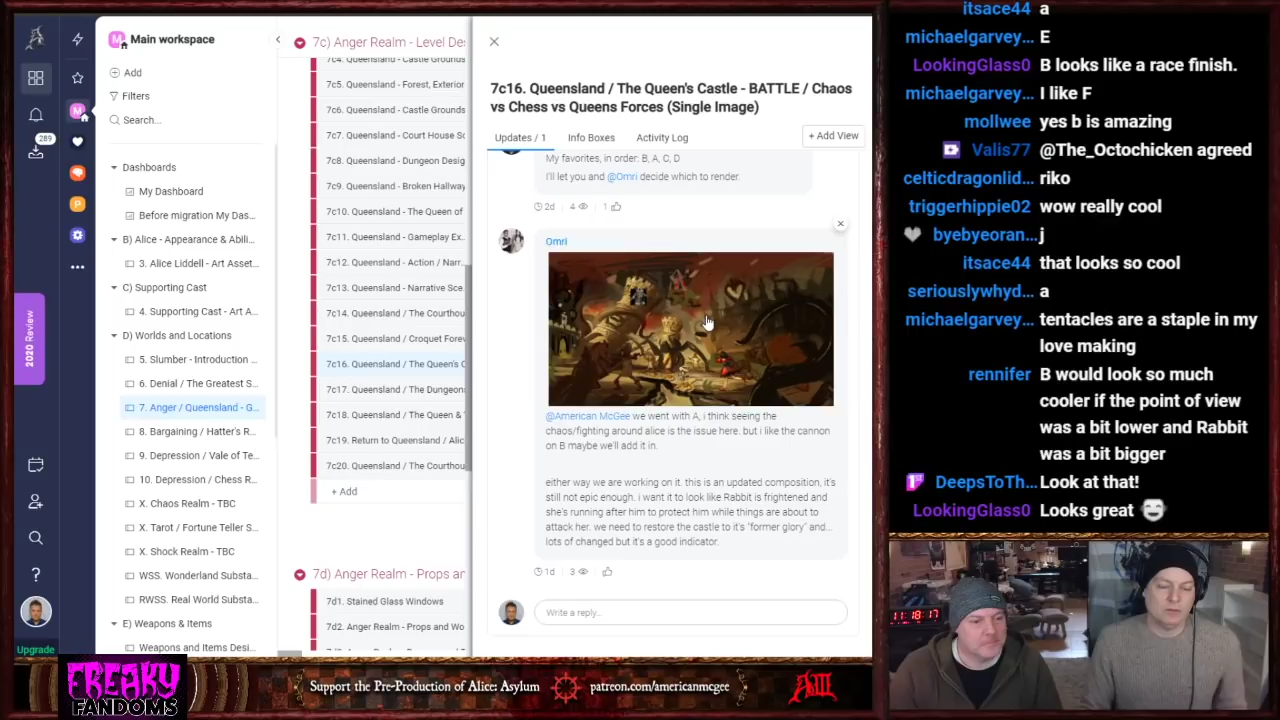 Main workspace
Add
Filters
Search...
Dashboards
My Dashboard
Before migration My Das...
B) Alice - Appearance & Abili...
3. Alice Liddell - Art Asset...
C) Supporting Cast
4. Supporting Cast - Art A...
D) Worlds and Locations
5. Slumber - Introduction ...
6. Denial / The Greatest S...
7. Anger / Queensland - G...
8. Bargaining / Hatter's R...
9. Depression / Vale of Te...
10. Depression / Chess R...
X. Chaos Realm - TBC
X. Tarot / Fortune Teller S...
X. Shock Realm - TBC
WSS. Wonderland Substa...
RWSS. Real World Substa...
E) Weapons & Items
Weapons and Items Desi...
289
M
P
2020 Review
?
Upgrade
7c) Anger Realm - Level Des
7c4. Queensland - Castle Grounds
7c5. Queensland - Forest, Exterior
7c6. Queensland - Castle Grounds
7c7. Queensland - Court House Sc
7c8. Queensland - Dungeon Desig
7c9. Queensland - Broken Hallway
7c10. Queensland - The Queen of
7c11. Queensland - Gameplay Ex..
7c12. Queensland - Action / Narr..
7c13. Queensland - Narrative Sce.
7c14. Queensland / The Courthou
7c15. Queensland / Croquet Forev
7c16. Queensland / The Queen's C
7c17. Queensland / The Dungeons
7c18. Queensland / The Queen &
7c19. Return to Queensland / Alic
7c20. Queensland / The Courthou
+ Add
7d) Anger Realm - Props an
7d1. Stained Glass Windows
7d2. Queensland - Props and Wo
7c16. Queensland / The Queen's Castle - BATTLE / Chaos
vs Chess vs Queens Forces (Single Image)
Updates / 1
Info Boxes
Activity Log
+ Add View
My favorites, in order: B, A, C, D
I'll let you and @Omri decide which to render.
2d 4 1
Omri
@American McGee we went with A, i think seeing the
chaos/fighting around alice is the issue here. but i like the cannon
on B maybe we'll add it in.
either way we are working on it. this is an updated composition, it's
still not epic enough. i want it to look like Rabbit is frightened and
she's running after him to protect him while things are about to
attack her. we need to restore the castle to it's "former glory" and...
lots of changed but it's a good indicator.
1d 3
Write a reply...
itsace44 a
michaelgarvey... E
LookingGlass0 B looks like a race finish.
michaelgarvey... I like F
mollwee yes b is amazing
Valis77 @The_Octochicken agreed
celticdragonlid... riko
triggerhippie02 wow really cool
byebyeoran... j
itsace44 that looks so cool
seriouslywhyd... a
michaelgarvey... tentacles are a staple in my
love making
rennifer B would look so much
cooler if the point of view
was a bit lower and Rabbit
was a bit bigger
DeepsToTh... Look at that!
LookingGlass0 Looks great
11:18:17
FREAKY
FANDOMS
Support the Pre-Production of Alice: Asylum
patreon.com/americanmcgee